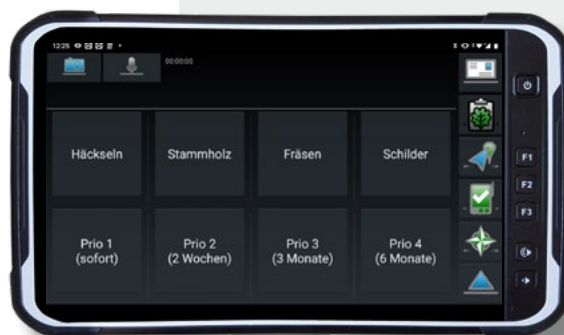 12:25
00:00:00
Häckseln
Stammholz
Fräsen
Schilder
Prio 1
(sofort)
Prio 2
(2 Wochen)
Prio 3
(3 Monate)
Prio 4
(6 Monate)
F1
F2
F3